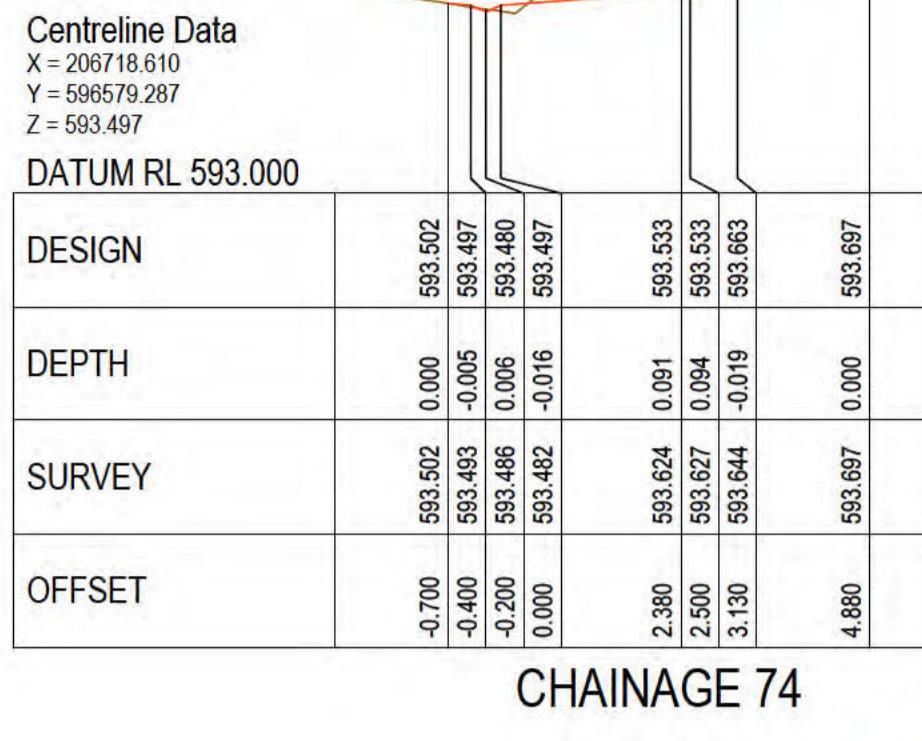 Centreline Data
X = 206718.610
Y = 596579.287
Z = 593.497
DATUM RL 593.000
DESIGN 593.502 593.497 593.480 593.497 593.533 593.533 593.663 593.697
DEPTH 0.000 -0.005 0.006 -0.016 0.091 0.094 -0.019 0.000
SURVEY 593.502 593.493 593.486 593.482 593.624 593.627 593.644 593.697
OFFSET -0.700 -0.400 -0.200 0.000 2.380 2.500 3.130 4.880
CHAINAGE 74